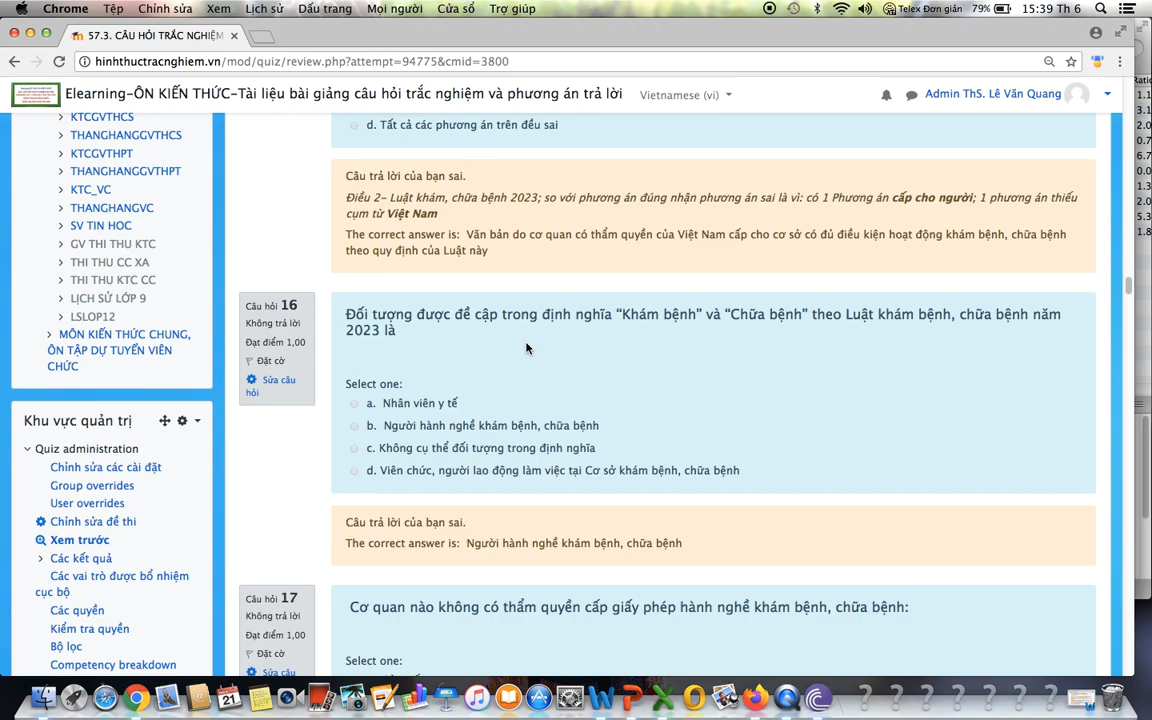 Chrome Tệp Chỉnh sửa Xem Lịch sử Dấu trang Mọi người Cửa sổ Trợ giúp Telex Đơn giản 79% 15:39 Th 6
57.3. CÂU HỎI TRẮC NGHIỆM
hinhthuctracnghiem.vn/mod/quiz/review.php?attempt=94775&cmid=3800
Elearning-ÔN KIẾN THỨC-Tài liệu bài giảng câu hỏi trắc nghiệm và phương án trả lời Vietnamese (vi) Admin ThS. Lê Văn Quang
KTCGVTHCS
THANGHANGGVTHCS
KTCGVTHPT
THANGHANGGVTHPT
KTC_VC
THANGHANGVC
SV TIN HOC
GV THI THU KTC
THI THU CC XA
THI THU KTC CC
LỊCH SỬ LỚP 9
LSLOP12
MÔN KIẾN THỨC CHUNG,
ÔN TẬP DỰ TUYỂN VIÊN
CHỨC
Khu vực quản trị
Quiz administration
Chỉnh sửa các cài đặt
Group overrides
User overrides
Chỉnh sửa đề thi
Xem trước
Các kết quả
Các vai trò được bổ nhiệm
cục bộ
Các quyền
Kiểm tra quyền
Bộ lọc
Competency breakdown
d. Tất cả các phương án trên đều sai
Câu trả lời của bạn sai.
Điều 2- Luật khám, chữa bệnh 2023; so với phương án đúng nhận phương án sai là vì: có 1 Phương án cấp cho người; 1 phương án thiếu
cụm từ Việt Nam
The correct answer is: Văn bản do cơ quan có thẩm quyền của Việt Nam cấp cho cơ sở có đủ điều kiện hoạt động khám bệnh, chữa bệnh
theo quy định của Luật này
Câu hỏi 16
Không trả lời
Đạt điểm 1,00
Đặt cờ
Sửa câu
hỏi
Đối tượng được đề cập trong định nghĩa “Khám bệnh” và “Chữa bệnh” theo Luật khám bệnh, chữa bệnh năm
2023 là
Select one:
a. Nhân viên y tế
b. Người hành nghề khám bệnh, chữa bệnh
c. Không cụ thể đối tượng trong định nghĩa
d. Viên chức, người lao động làm việc tại Cơ sở khám bệnh, chữa bệnh
Câu trả lời của bạn sai.
The correct answer is: Người hành nghề khám bệnh, chữa bệnh
Câu hỏi 17
Không trả lời
Đạt điểm 1,00
Đặt cờ
Sửa câu
Cơ quan nào không có thẩm quyền cấp giấy phép hành nghề khám bệnh, chữa bệnh:
Select one: